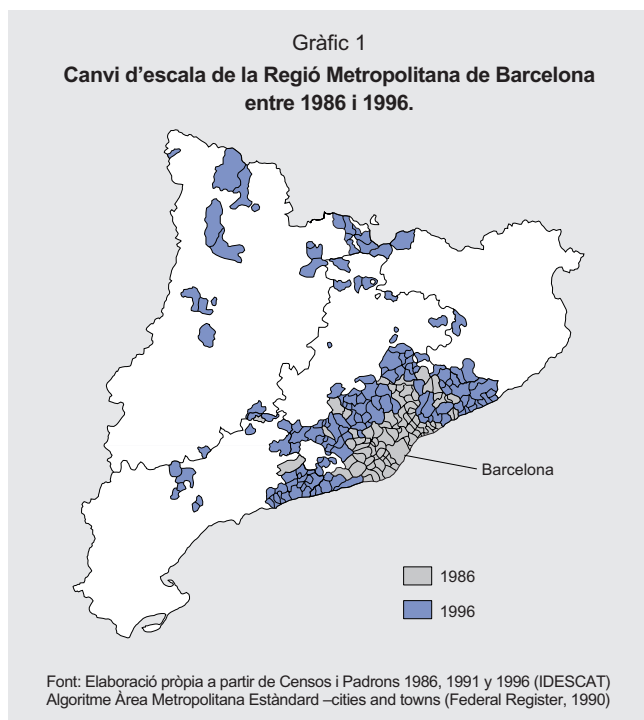 Gràfic 1
Canvi d'escala de la Regió Metropolitana de Barcelona
entre 1986 i 1996.
Barcelona
1986
1996
Font: Elaboració pròpia a partir de Censos i Padrons 1986, 1991 y 1996 (IDESCAT)
Algoritme Àrea Metropolitana Estàndard –cities and towns (Federal Register, 1990)